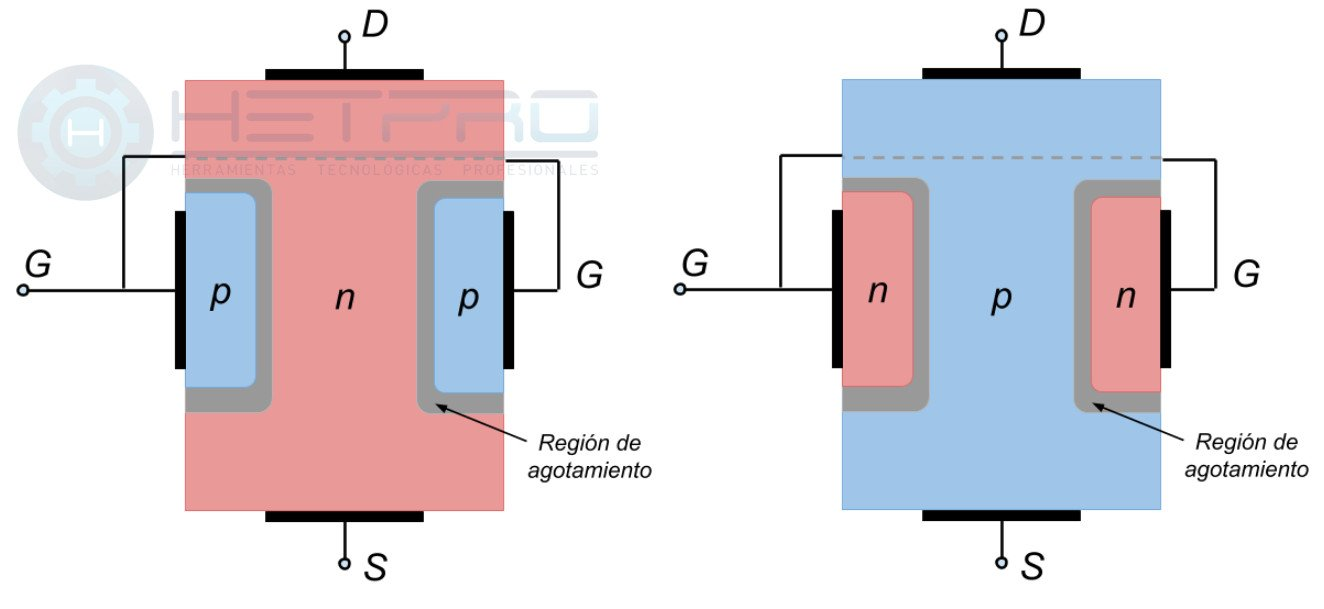 D
D
HETPRO
HERRAMIENTAS TECNOLOGICAS PROFESIONALES
G
p
n
p
G
G
n
p
n
G
Región de
agotamiento
Región de
agotamiento
S
S
H